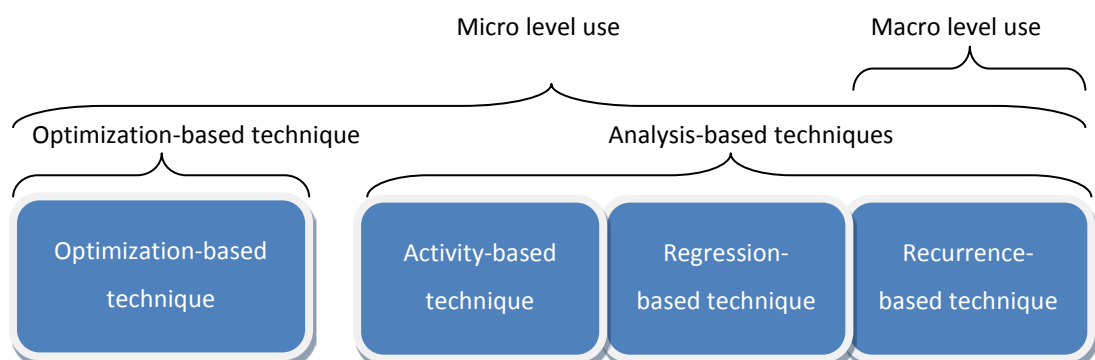 Micro level use
Macro level use
Optimization-based technique
Analysis-based techniques
Optimization-based
technique
Activity-based
technique
Regression-
based technique
Recurrence-
based technique